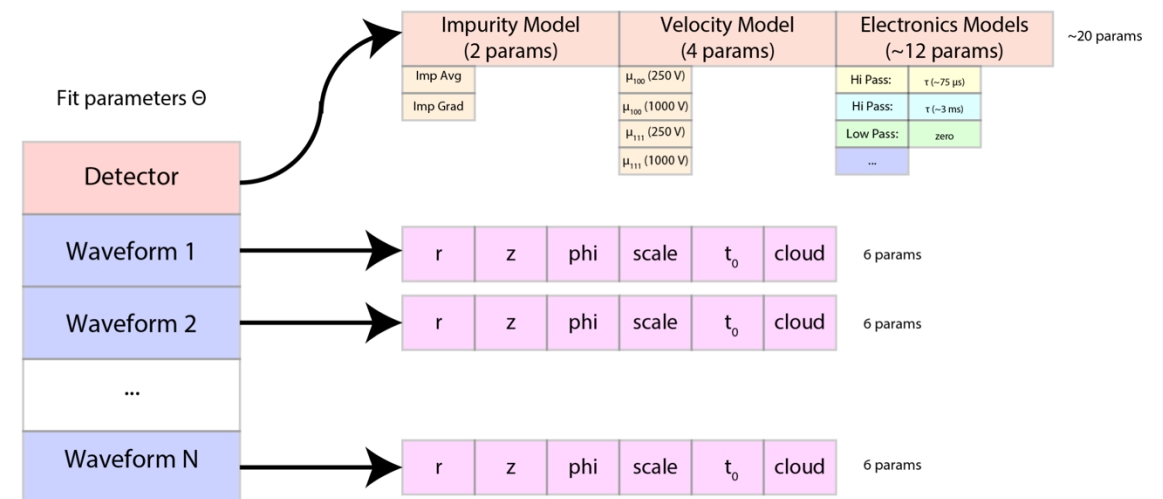 Impurity Model
(2 params)
Velocity Model
(4 params)
Electronics Models
(~12 params)
~20 params
Imp Avg
Imp Grad
μ100 (250 V)
μ100 (1000 V)
μ111 (250 V)
μ111 (1000 V)
Hi Pass: τ (~75 μs)
Hi Pass: τ (~3 ms)
Low Pass: zero
...
Fit parameters Θ
Detector
Waveform 1
r z phi scale t0 cloud 6 params
Waveform 2
r z phi scale t0 cloud 6 params
...
Waveform N
r z phi scale t0 cloud 6 params